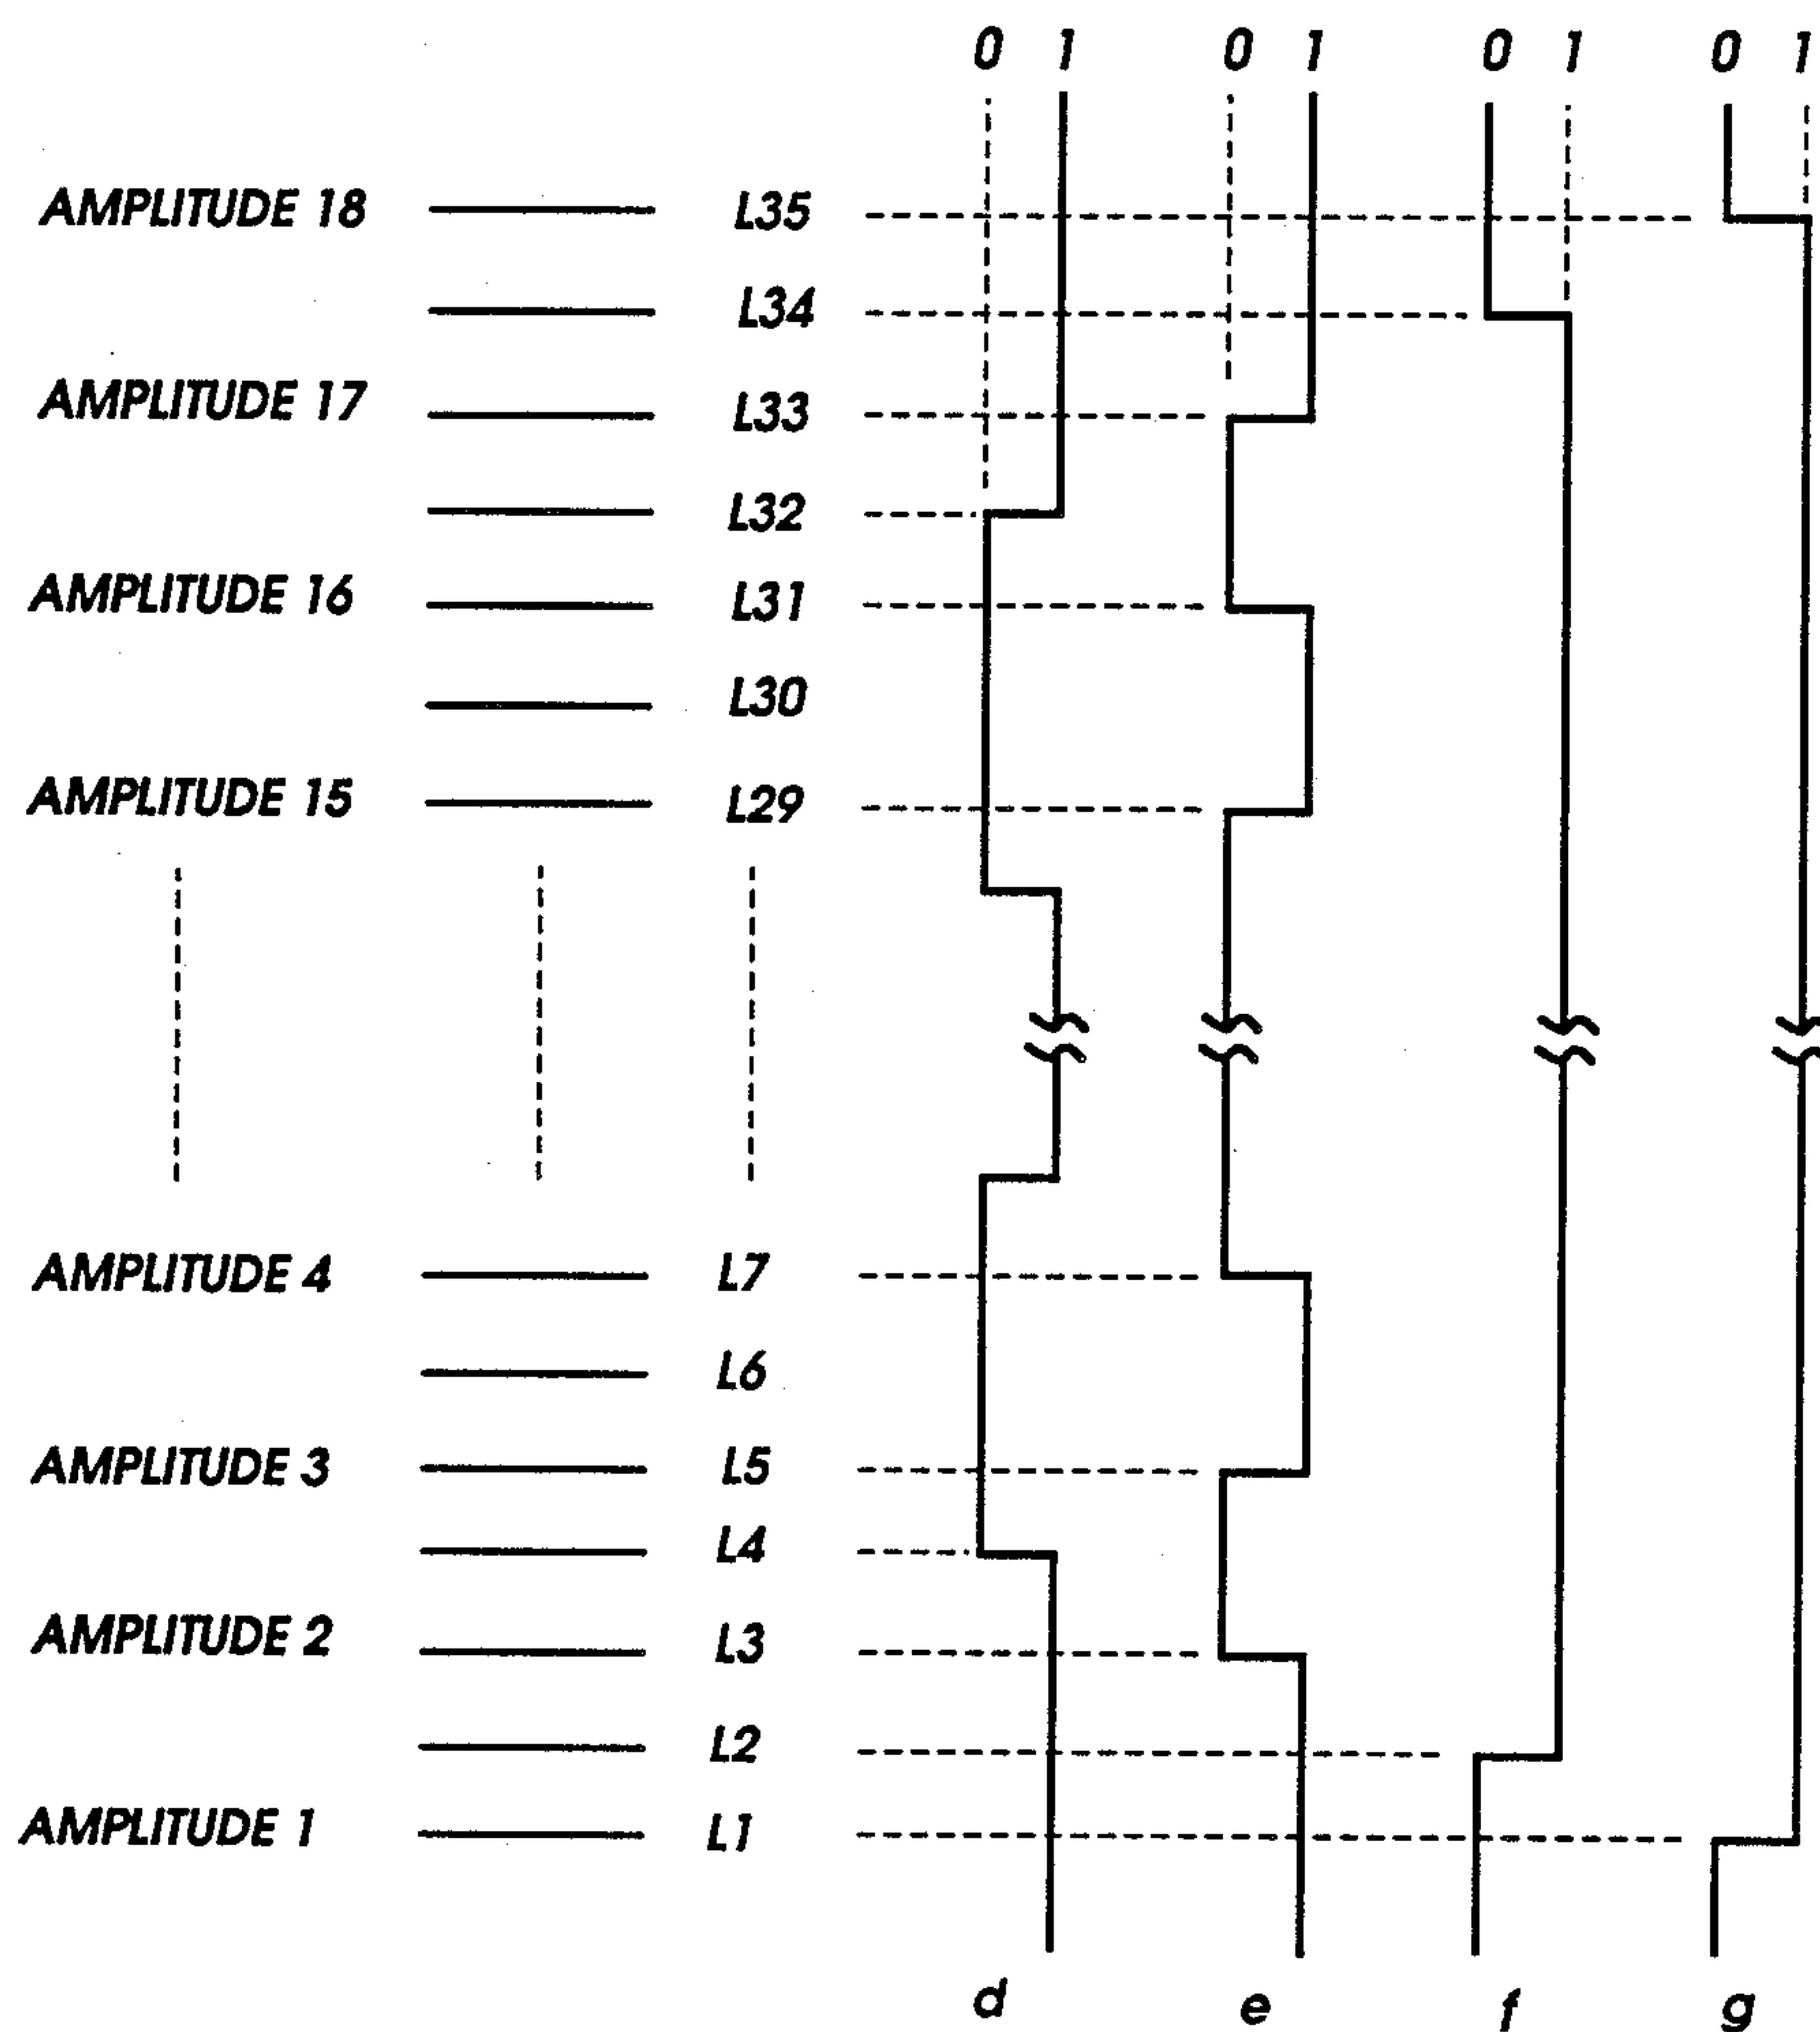 0 1 0 1 0 1 0 1
AMPLITUDE 18 L35
L34
AMPLITUDE 17 L33
L32
AMPLITUDE 16 L31
L30
AMPLITUDE 15 L29
AMPLITUDE 4 L7
L6
AMPLITUDE 3 L5
L4
AMPLITUDE 2 L3
L2
AMPLITUDE 1 L1
d e f g